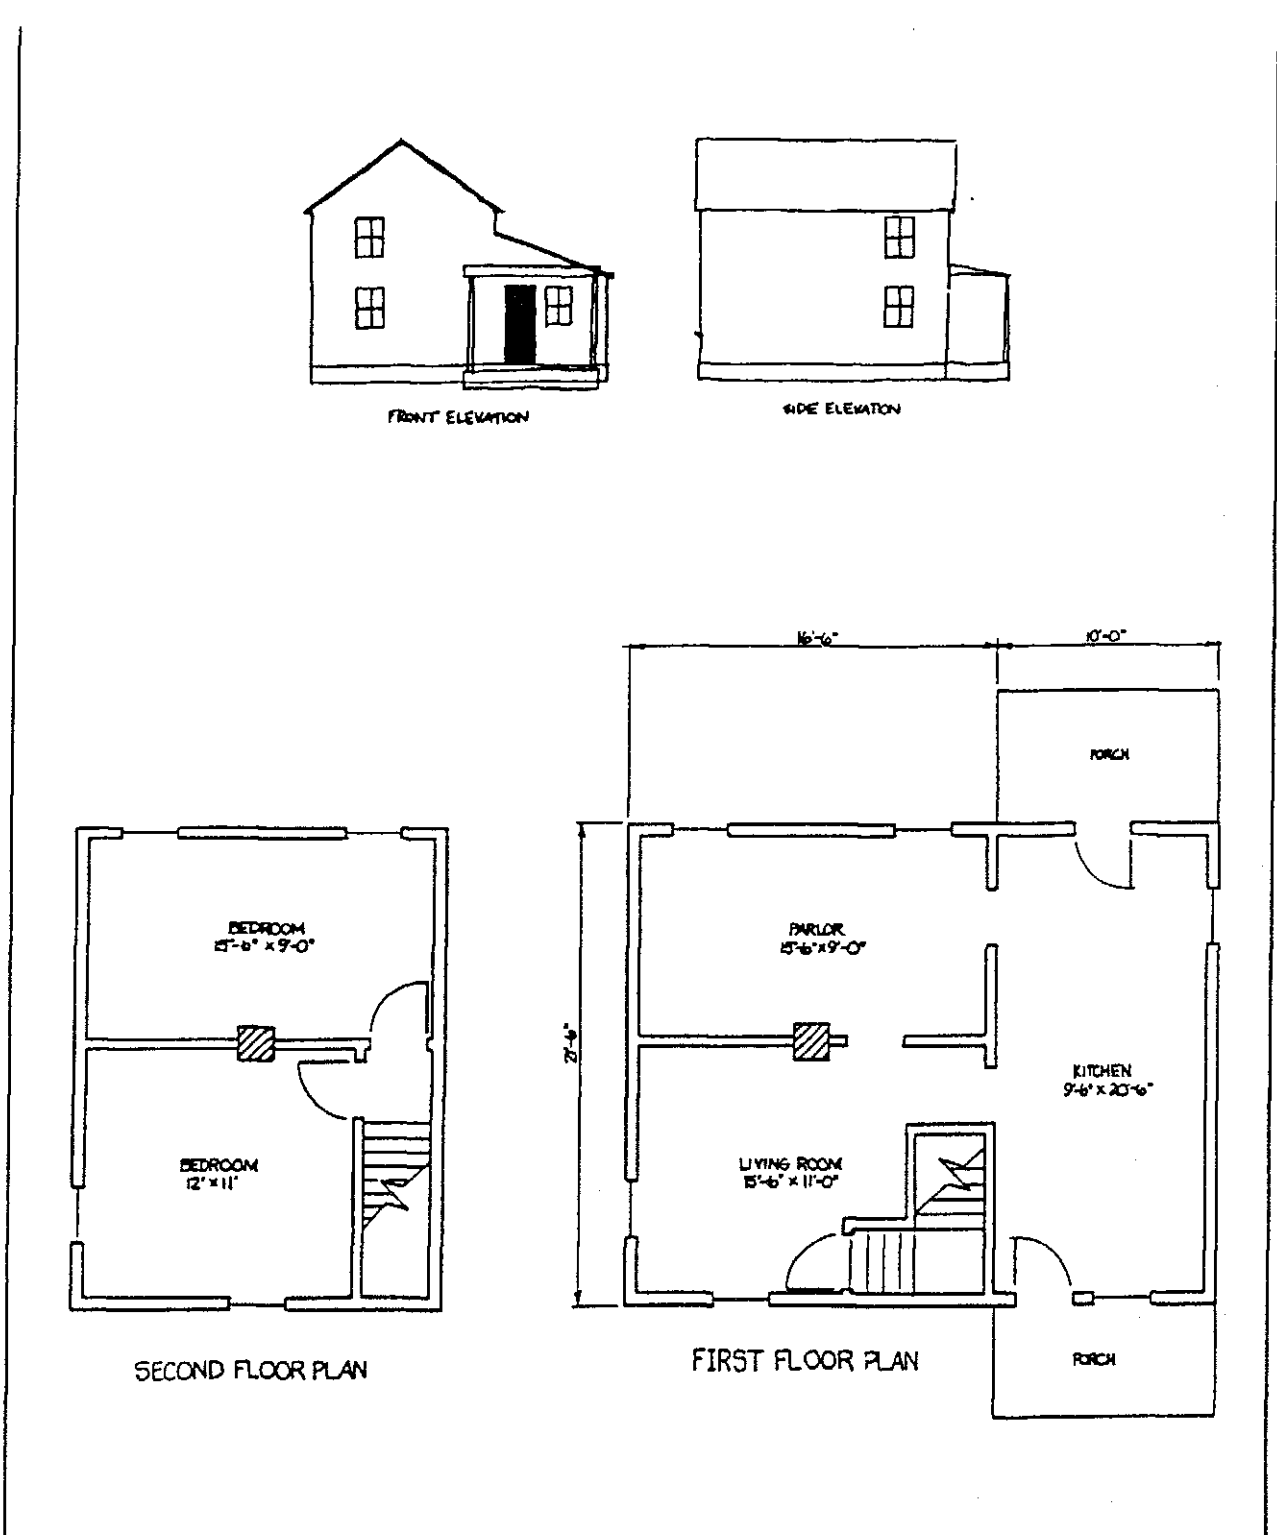 FRONT ELEVATION
SIDE ELEVATION
16'-6"
10'-0"
PORCH
BEDROOM
15'-6" x 9'-0"
PARLOR
15'-6" x 9'-0"
21'-6"
KITCHEN
9'-6" x 20'-6"
BEDROOM
12' x 11'
LIVING ROOM
15'-6" x 11'-0"
PORCH
SECOND FLOOR PLAN
FIRST FLOOR PLAN